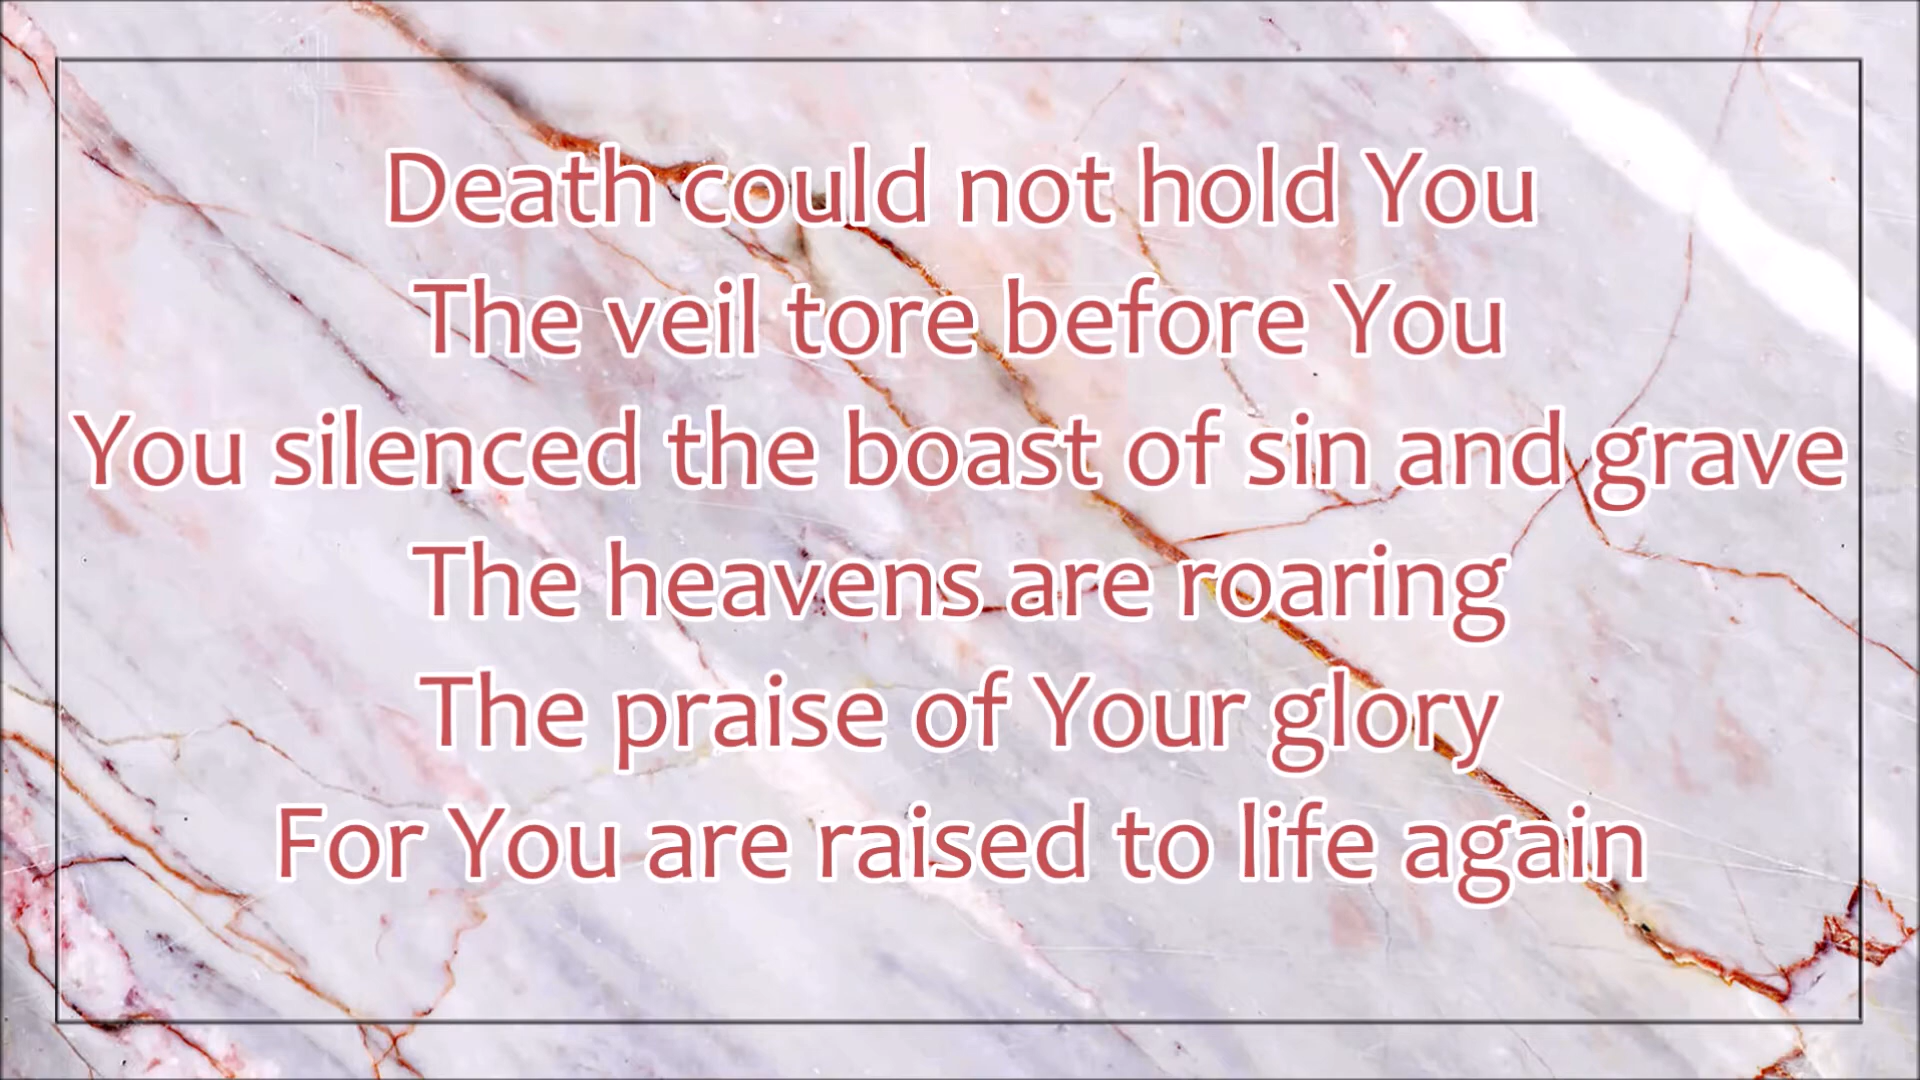 Death could not hold You
The veil tore before You
You silenced the boast of sin and grave
The heavens are roaring
The praise of Your glory
For You are raised to life again